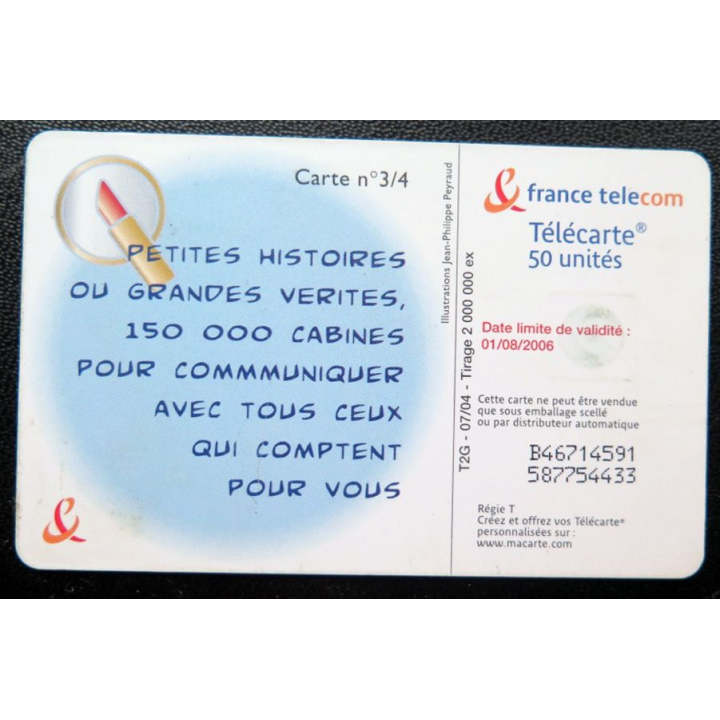 Carte n°3/4
PETITES HISTOIRES
OU GRANDES VERITES,
150 000 CABINES
POUR COMMMUNIQUER
AVEC TOUS CEUX
QUI COMPTENT
POUR VOUS
Illustrations Jean-Philippe Peyraud
T2G - 07/04 - Tirage 2 000 000 ex
france telecom
Télécarte®
50 unités
Date limite de validité :
01/08/2006
Cette carte ne peut être vendue
que sous emballage scellé
ou par distributeur automatique
B46714591
587754433
Régie T
Créez et offrez vos Télécarte®
personnalisées sur :
www.macarte.com